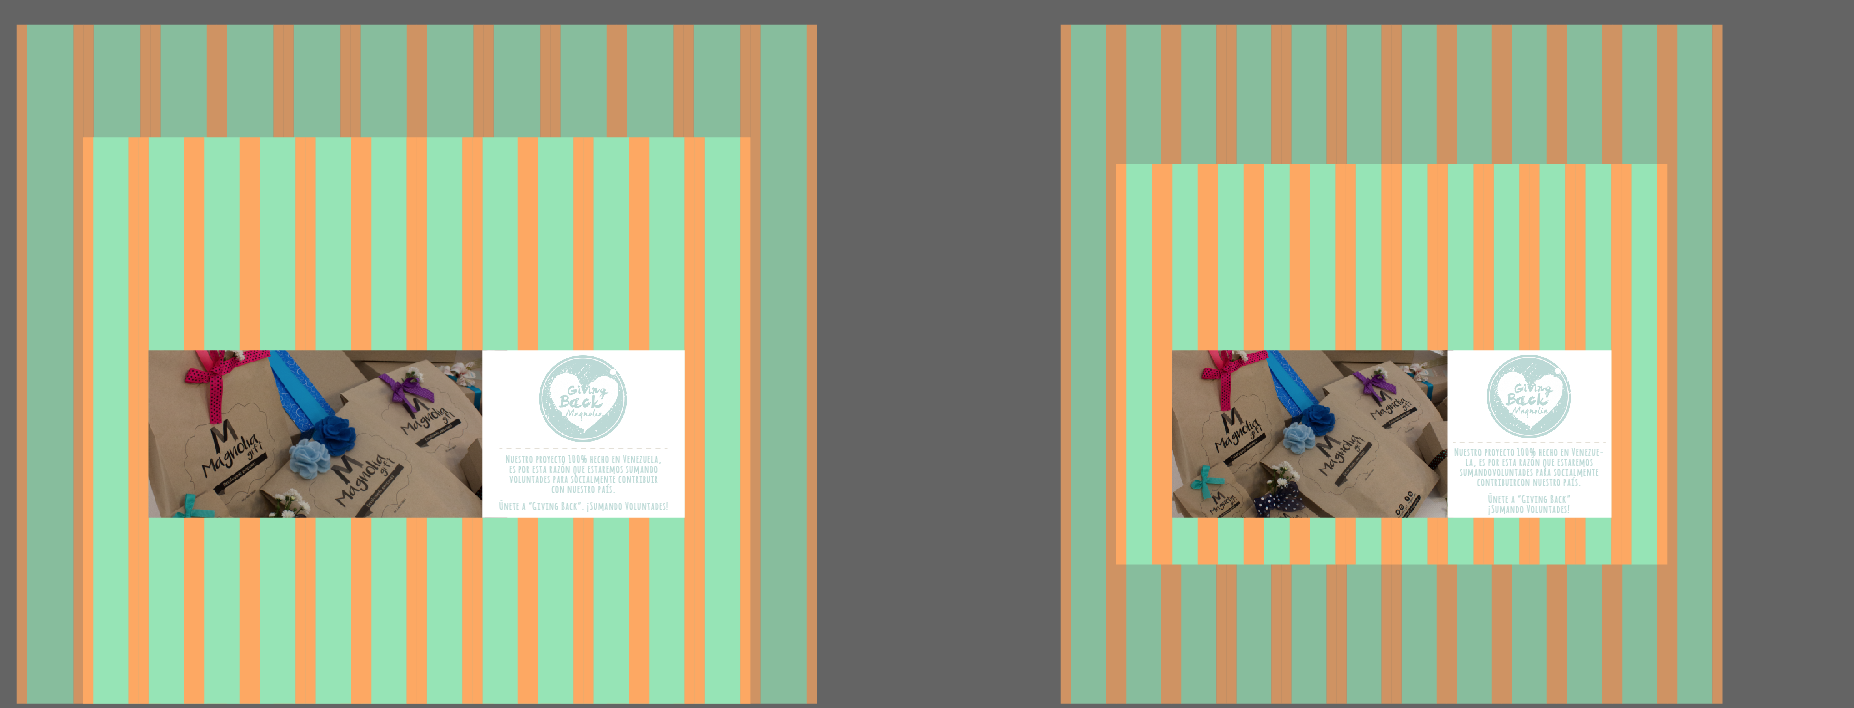 M
Magnolia
gift
M
Magnolia
gift
M
Magnolia
gift
Giving
Back
Magnolia
Nuestro proyecto 100% hecho en Venezuela,
es por esta razón que estaremos sumando
voluntades para socialmente contribuir
con nuestro país.
Únete a “Giving Back”. ¡Sumando Voluntades!
M
Magnolia
gift
M
Magnolia
gift
M
Magnolia
gift
Giving
Back
Magnolia
Nuestro proyecto 100% hecho en Venezue-
la, es por esta razón que estaremos
sumandovoluntades para socialmente
contribuircon nuestro país.
Únete a “Giving Back”
¡Sumando Voluntades!